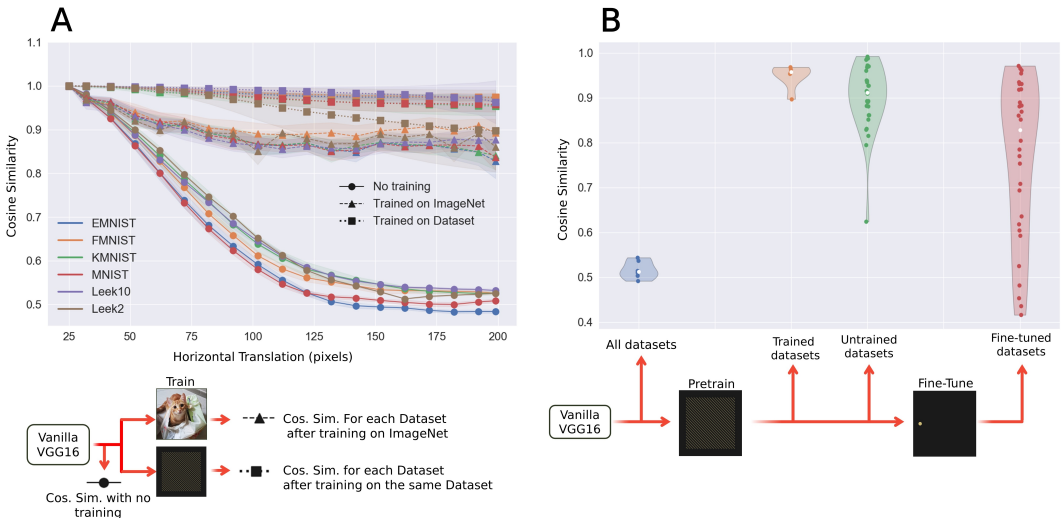 A
1.1
1.0
0.9
0.8
0.7
0.6
0.5
Cosine Similarity
No training
Trained on ImageNet
Trained on Dataset
EMNIST
FMNIST
KMNIST
MNIST
Leek10
Leek2
25
50
75
100
125
150
175
200
Horizontal Translation (pixels)
Train
Vanilla
VGG16
Cos. Sim. For each Dataset
after training on ImageNet
Cos. Sim. for each Dataset
after training on the same Dataset
Cos. Sim. with no
training
B
1.0
0.9
0.8
0.7
0.6
0.5
0.4
Cosine Similarity
All datasets
Trained
datasets
Untrained
datasets
Fine-tuned
datasets
Vanilla
VGG16
Pretrain
Fine-Tune